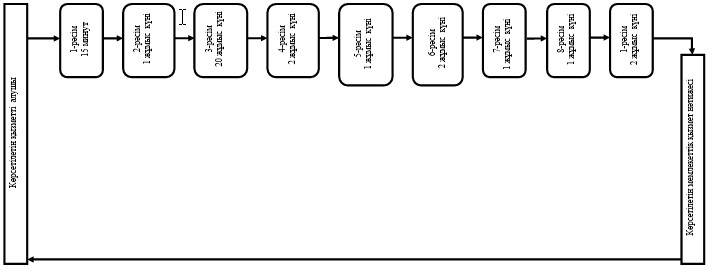 Көрсетілетін қызметті алушы
1-рәсім
15 минут
2-рәсім
1 жұмыс күні
3-рәсім
20 жұмыс күні
4-рәсім
2 жұмыс күні
5-рәсім
1 жұмыс күні
6-рәсім
2 жұмыс күні
7-рәсім
1 жұмыс күні
8-рәсім
1 жұмыс күні
1-рәсім
2 жұмыс күні
Көрсетілетін мемлекеттік қызмет нәтижесі